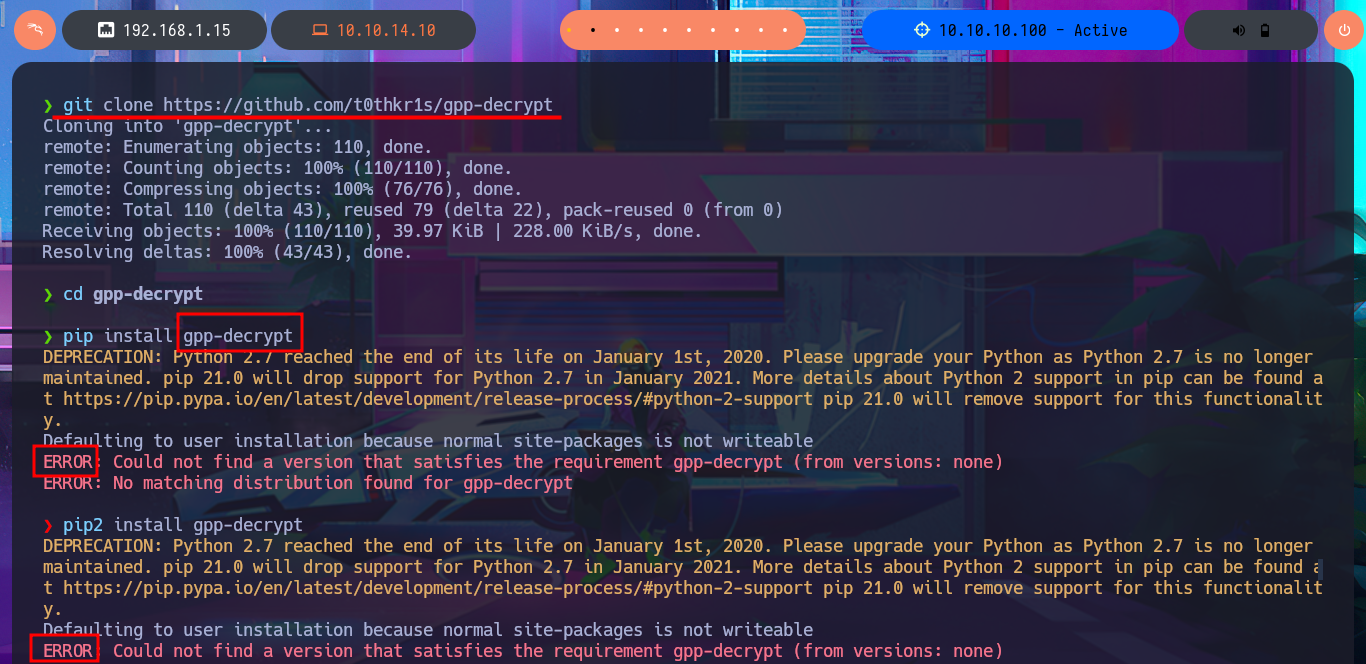 192.168.1.15
10.10.14.10
10.10.10.100 - Active
❯ git clone https://github.com/t0thkr1s/gpp-decrypt
Cloning into 'gpp-decrypt'...
remote: Enumerating objects: 110, done.
remote: Counting objects: 100% (110/110), done.
remote: Compressing objects: 100% (76/76), done.
remote: Total 110 (delta 43), reused 79 (delta 22), pack-reused 0 (from 0)
Receiving objects: 100% (110/110), 39.97 KiB | 228.00 KiB/s, done.
Resolving deltas: 100% (43/43), done.
❯ cd gpp-decrypt
❯ pip install gpp-decrypt
DEPRECATION: Python 2.7 reached the end of its life on January 1st, 2020. Please upgrade your Python as Python 2.7 is no longer
maintained. pip 21.0 will drop support for Python 2.7 in January 2021. More details about Python 2 support in pip can be found a
t https://pip.pypa.io/en/latest/development/release-process/#python-2-support pip 21.0 will remove support for this functionalit
y.
Defaulting to user installation because normal site-packages is not writeable
ERROR: Could not find a version that satisfies the requirement gpp-decrypt (from versions: none)
ERROR: No matching distribution found for gpp-decrypt
❯ pip2 install gpp-decrypt
DEPRECATION: Python 2.7 reached the end of its life on January 1st, 2020. Please upgrade your Python as Python 2.7 is no longer
maintained. pip 21.0 will drop support for Python 2.7 in January 2021. More details about Python 2 support in pip can be found a
t https://pip.pypa.io/en/latest/development/release-process/#python-2-support pip 21.0 will remove support for this functionalit
y.
Defaulting to user installation because normal site-packages is not writeable
ERROR: Could not find a version that satisfies the requirement gpp-decrypt (from versions: none)